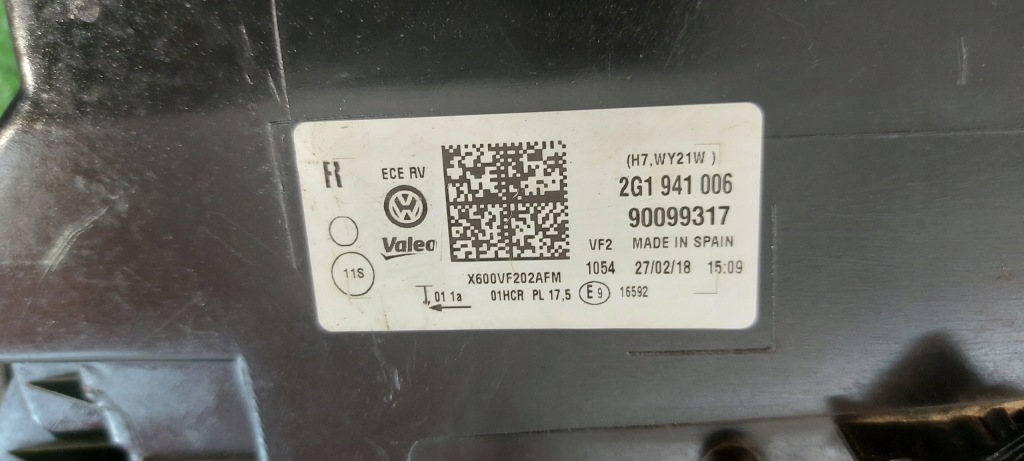 R
ECE RV
VW
Valeo
11S
X600VF202AFM
01 1a 01HCR PL 17,5 E9 16592
(H7,WY21W )
2G1 941 006
90099317
VF2 MADE IN SPAIN
1054 27/02/18 15:09